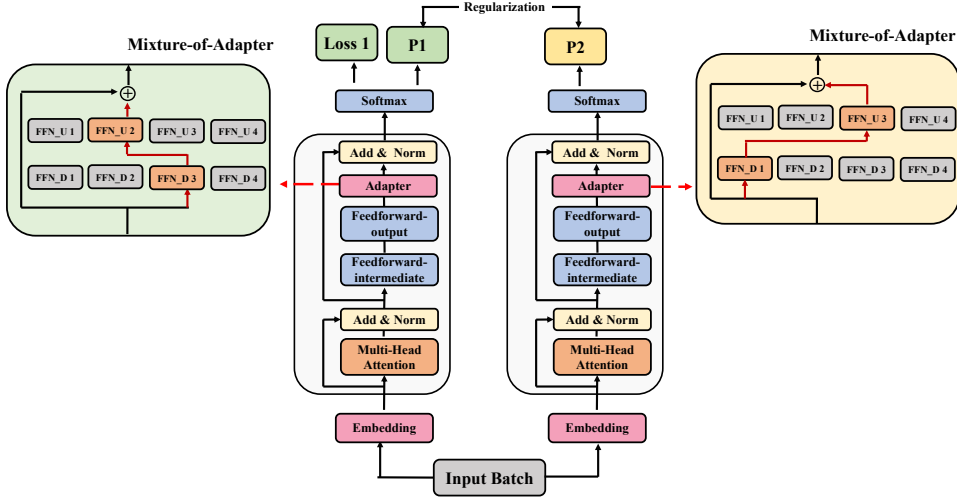 Regularization
Loss 1
P1
P2
Mixture-of-Adapter
Mixture-of-Adapter
Softmax
Softmax
FFN_U 1
FFN_U 2
FFN_U 3
FFN_U 4
FFN_D 1
FFN_D 2
FFN_D 3
FFN_D 4
Add & Norm
Adapter
Feedforward-
output
Feedforward-
intermediate
Add & Norm
Multi-Head
Attention
Embedding
Add & Norm
Adapter
Feedforward-
output
Feedforward-
intermediate
Add & Norm
Multi-Head
Attention
Embedding
FFN_U 1
FFN_U 2
FFN_U 3
FFN_U 4
FFN_D 1
FFN_D 2
FFN_D 3
FFN_D 4
Input Batch